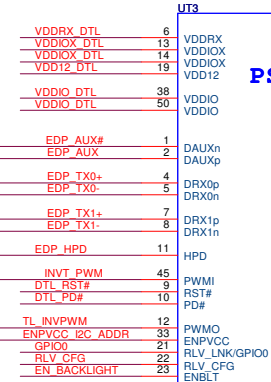 UT3
VDDRX_DTL 6 VDDRX
VDDIOX_DTL 13 VDDIOX
VDDIOX_DTL 14 VDDIOX
VDD12_DTL 19 VDD12
PS
VDDIO_DTL 38 VDDIO
VDDIO_DTL 50 VDDIO
EDP_AUX# 1 DAUXn
EDP_AUX 2 DAUXp
EDP_TX0+ 4 DRX0p
EDP_TX0- 5 DRX0n
EDP_TX1+ 7 DRX1p
EDP_TX1- 8 DRX1n
EDP_HPD 11 HPD
INVT_PWM 45 PWMI
DTL_RST# 9 RST#
DTL_PD# 10 PD#
TL_INVPWM 12 PWMO
ENPVCC_I2C_ADDR 33 ENPVCC
GPIO0 21 RLV_LNK/GPIO0
RLV_CFG 22 RLV_CFG
EN_BACKLIGHT 23 ENBLT